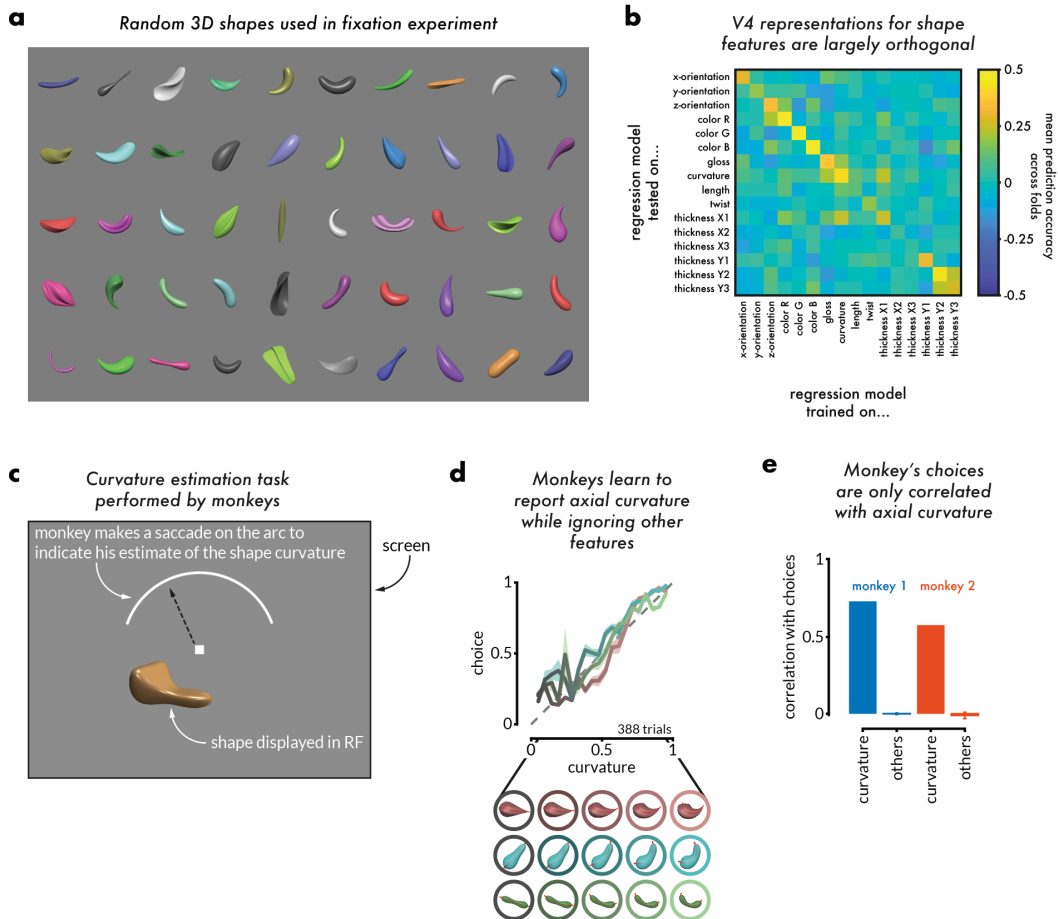 a
Random 3D shapes used in fixation experiment
b
V4 representations for shape
features are largely orthogonal
x-orientation
y-orientation
z-orientation
color R
color G
color B
gloss
curvature
length
twist
thickness X1
thickness X2
thickness X3
thickness Y1
thickness Y2
thickness Y3
regression model
tested on...
x-orientation
y-orientation
z-orientation
color R
color G
color B
gloss
curvature
length
twist
thickness X1
thickness X2
thickness X3
thickness Y1
thickness Y2
thickness Y3
regression model
trained on...
0.5
0.25
0
-0.25
-0.5
mean prediction accuracy
across folds
c
Curvature estimation task
performed by monkeys
monkey makes a saccade on the arc to
indicate his estimate of the shape curvature
screen
shape displayed in RF
d
Monkeys learn to
report axial curvature
while ignoring other
features
1
0.5
0
choice
388 trials
0
0.5
1
curvature
e
Monkey's choices
are only correlated
with axial curvature
1
0.5
0
correlation with choices
monkey 1
monkey 2
curvature
others
curvature
others